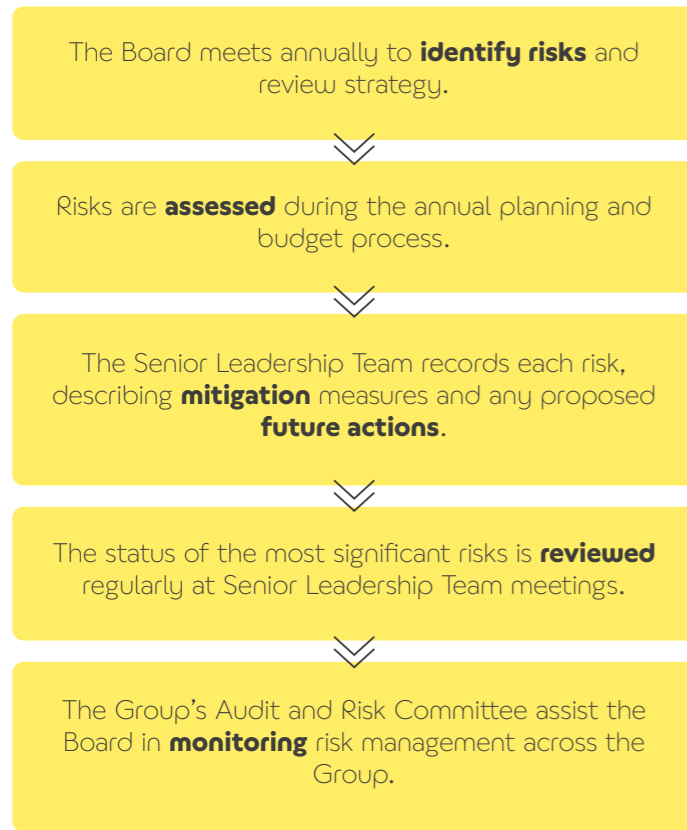 The Board meets annually to identify risks and
review strategy.
Risks are assessed during the annual planning and
budget process.
The Senior Leadership Team records each risk,
describing mitigation measures and any proposed
future actions.
The status of the most significant risks is reviewed
regularly at Senior Leadership Team meetings.
The Group’s Audit and Risk Committee assist the
Board in monitoring risk management across the
Group.